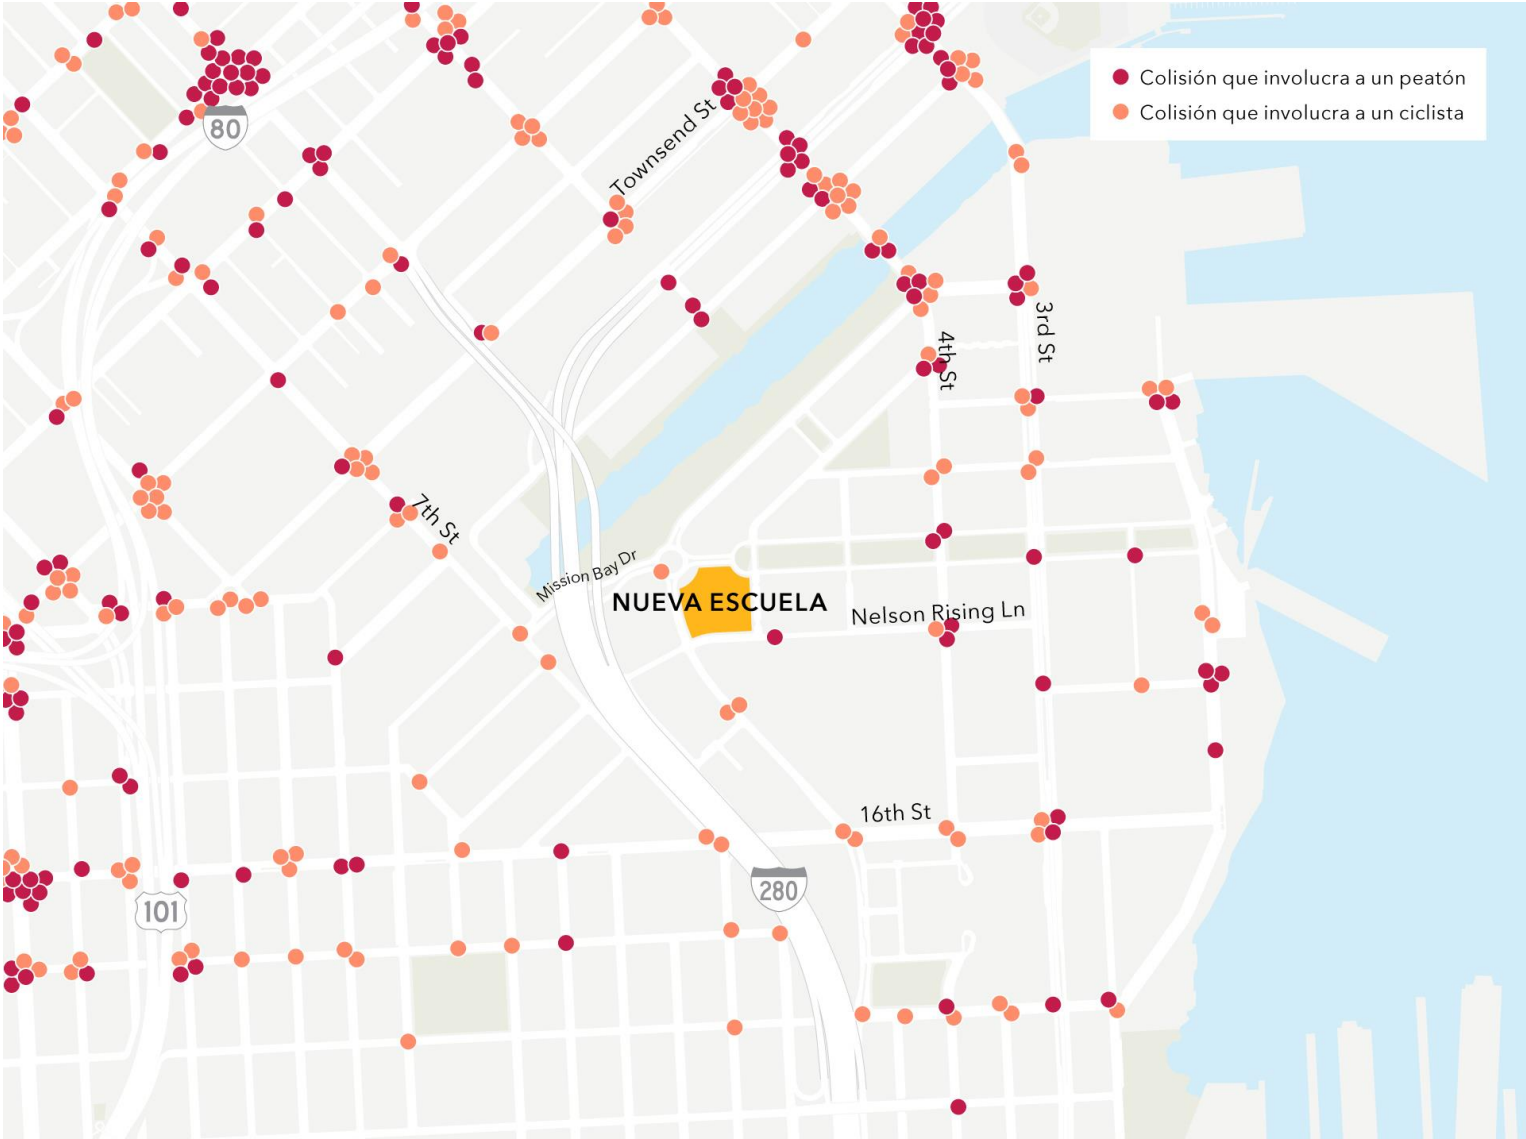 Colisión que involucra a un peatón
Colisión que involucra a un ciclista
80
Townsend St
3rd St
4th St
7th St
Mission Bay Dr
NUEVA ESCUELA
Nelson Rising Ln
16th St
280
101